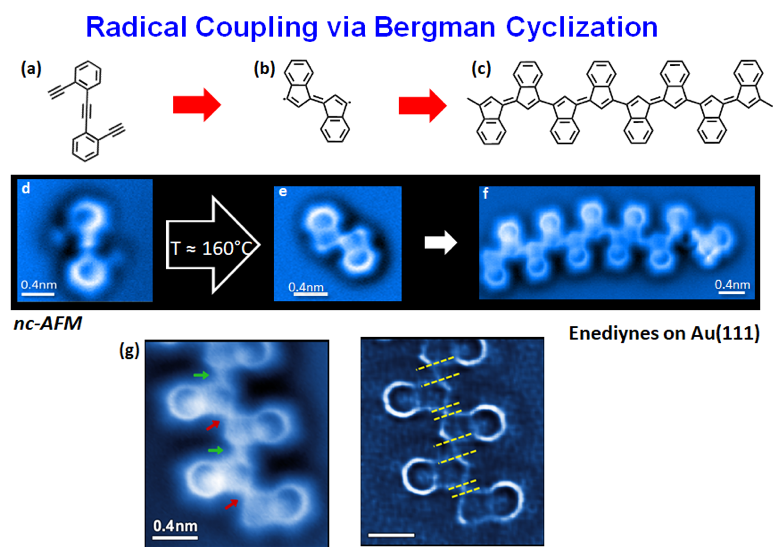 Radical Coupling via Bergman Cyclization
(a)
(b)
(c)
d
T ≈ 160°C
e
f
0.4nm
0.4nm
0.4nm
nc-AFM
Enediynes on Au(111)
(g)
0.4nm